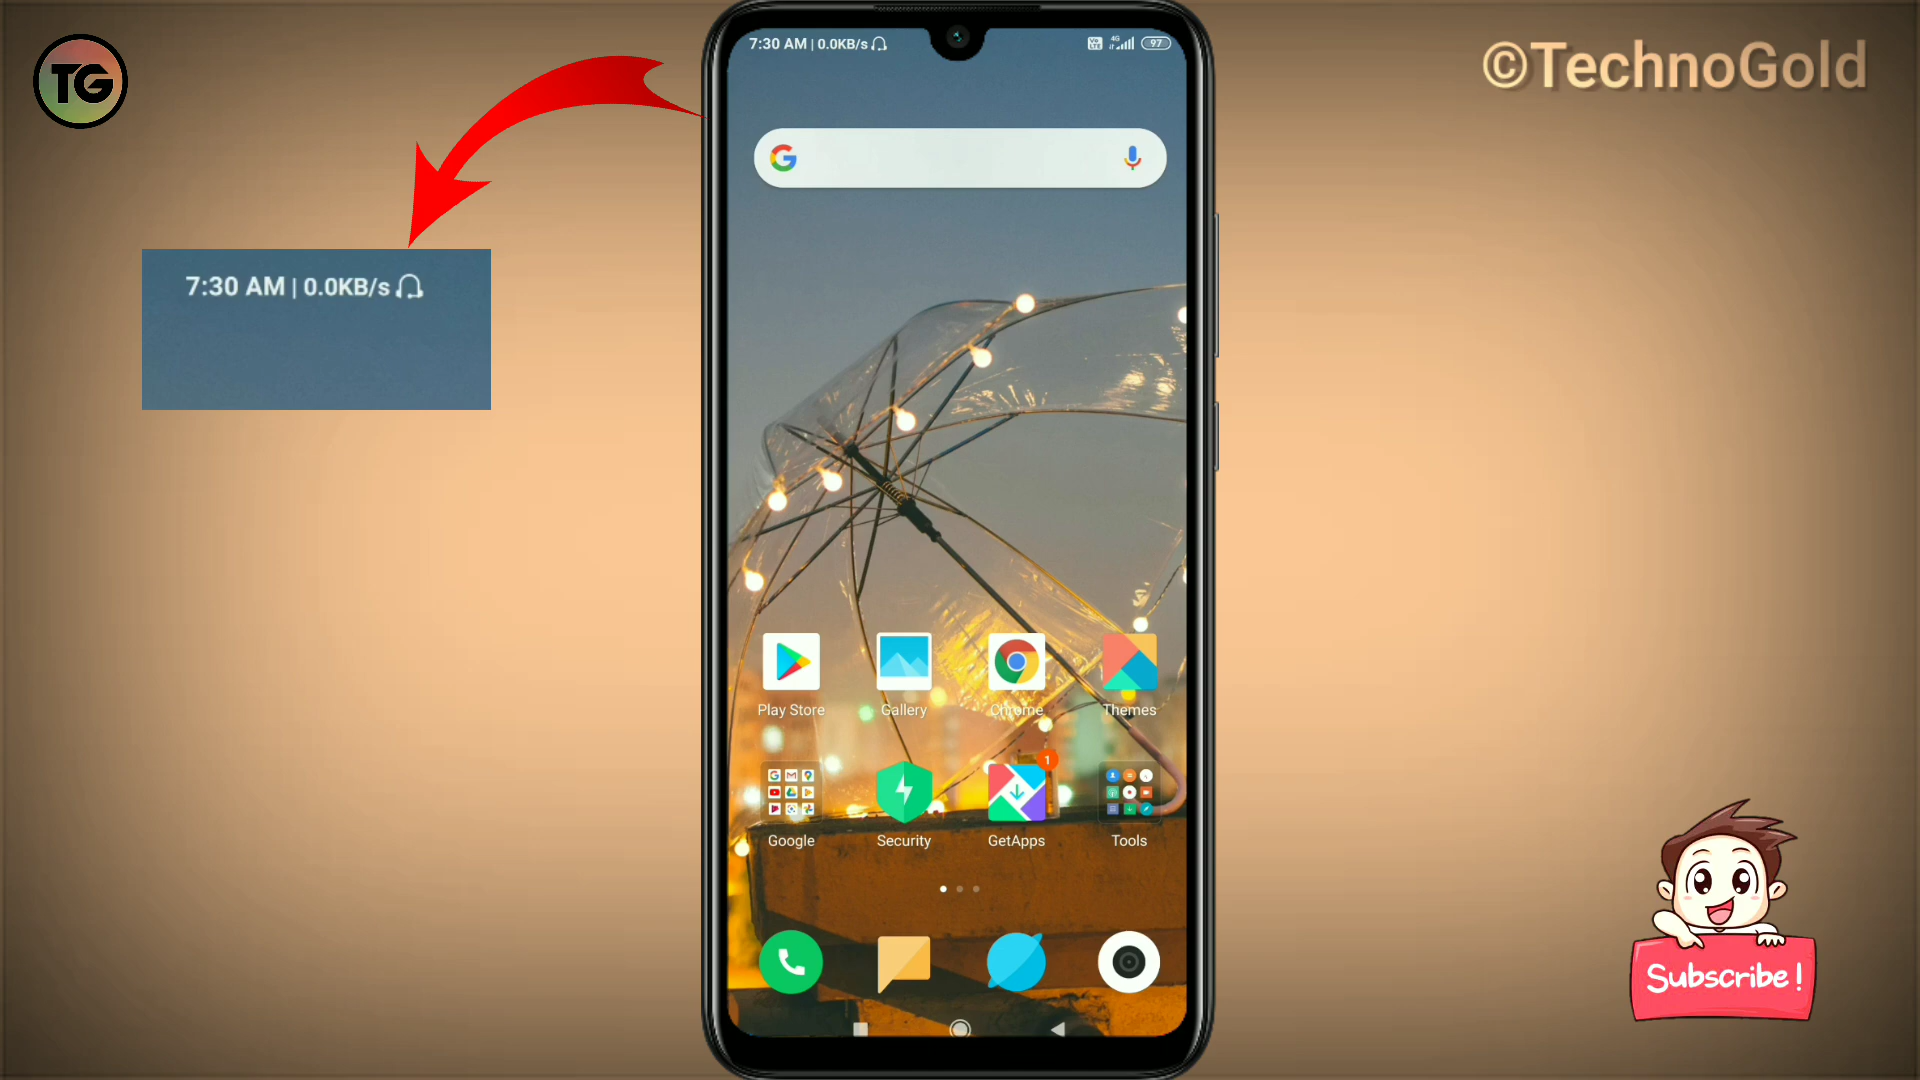 TG
©TechnoGold
7:30 AM | 0.0KB/s
4G
97
7:30 AM | 0.0KB/s
Play Store
Gallery
Chrome
Themes
1
Google
Security
GetApps
Tools
Subscribe!